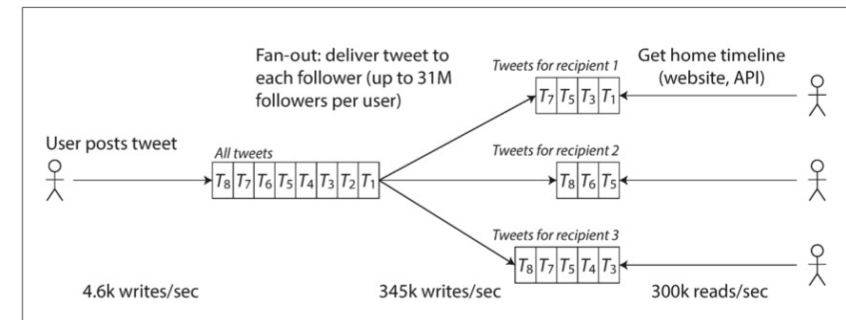 Fan-out: deliver tweet to
each follower (up to 31M
followers per user)
Tweets for recipient 1
Get home timeline
(website, API)
T₇ T₅ T₃ T₁
User posts tweet
All tweets
T₈ T₇ T₆ T₅ T₄ T₃ T₂ T₁
Tweets for recipient 2
T₈ T₆ T₅
Tweets for recipient 3
T₈ T₇ T₅ T₄ T₃
4.6k writes/sec
345k writes/sec
300k reads/sec